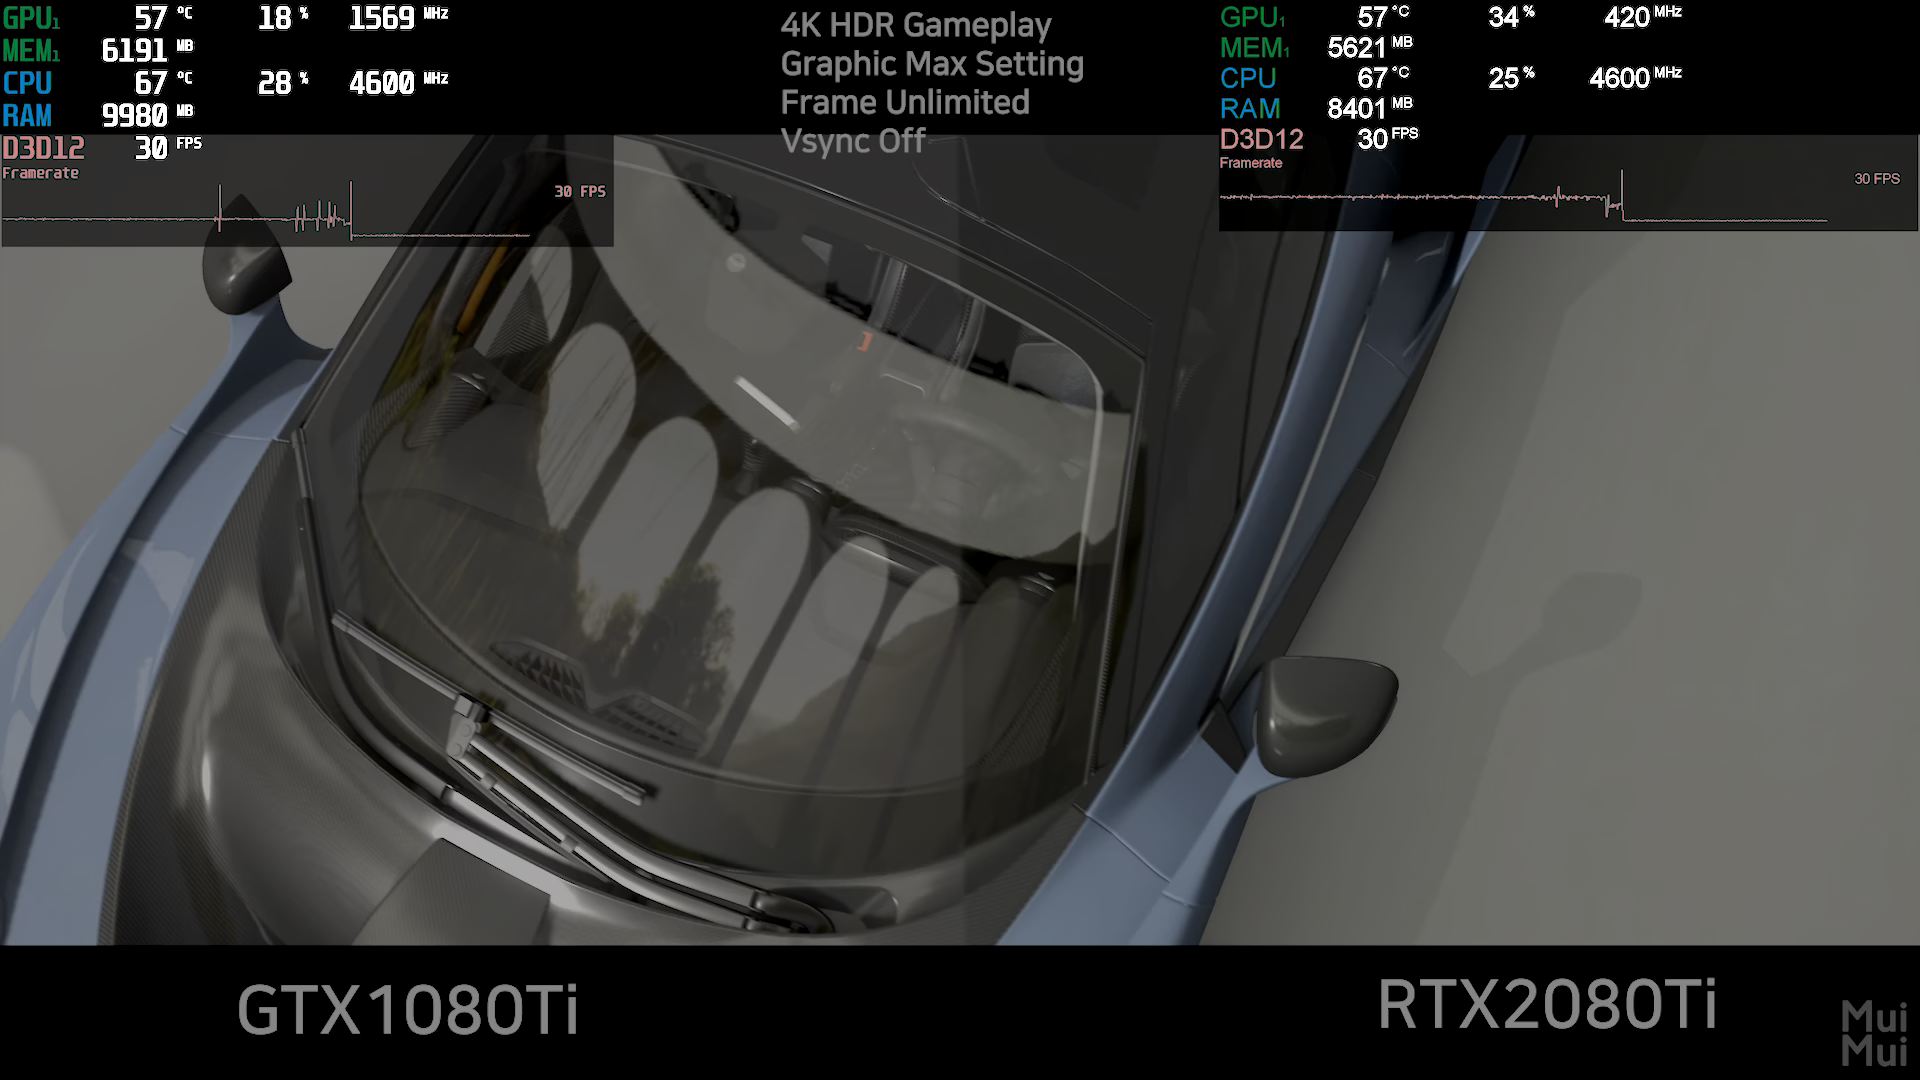 GPU1 57 °C 18 % 1569 MHz
MEM1 6191 MB
CPU 67 °C 28 % 4600 MHz
RAM 9980 MB
D3D12 30 FPS
Framerate
30 FPS
4K HDR Gameplay
Graphic Max Setting
Frame Unlimited
Vsync Off
GPU1 57 °C 34 % 420 MHz
MEM1 5621 MB
CPU 67 °C 25 % 4600 MHz
RAM 8401 MB
D3D12 30 FPS
Framerate
30 FPS
GTX1080Ti
RTX2080Ti
Mui
Mui